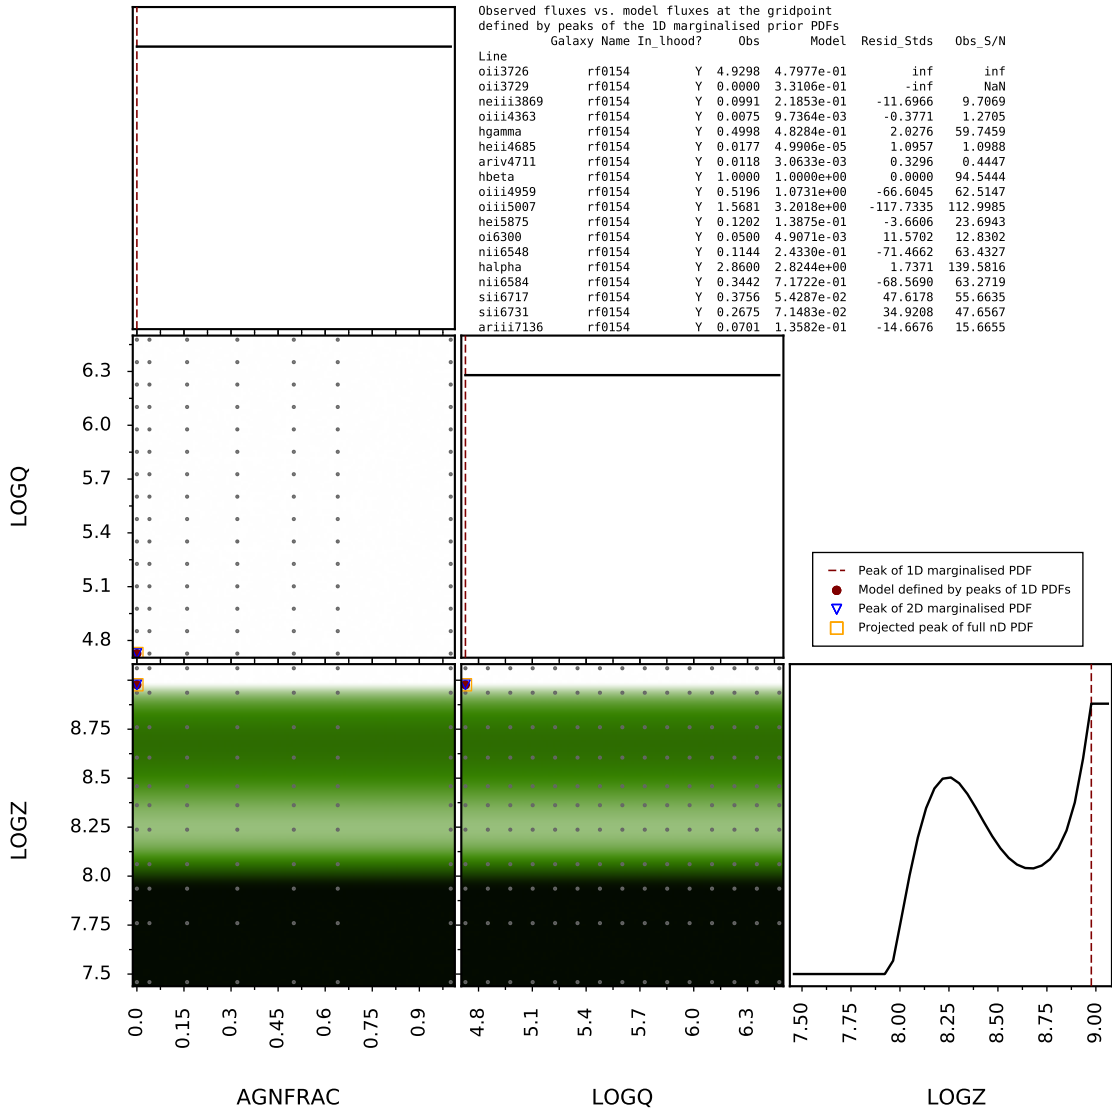 Observed fluxes vs. model fluxes at the gridpoint
defined by peaks of the 1D marginalised prior PDFs
Galaxy Name In_lhood? Obs Model Resid_Stds Obs_S/N
Line
oii3726 rf0154 Y 4.9298 4.7977e-01 inf inf
oii3729 rf0154 Y 0.0000 3.3106e-01 -inf NaN
neiii3869 rf0154 Y 0.0991 2.1853e-01 -11.6966 9.7069
oiii4363 rf0154 Y 0.0075 9.7364e-03 -0.3771 1.2705
hgamma rf0154 Y 0.4998 4.8284e-01 2.0276 59.7459
heii4685 rf0154 Y 0.0177 4.9906e-05 1.0957 1.0988
ariv4711 rf0154 Y 0.0118 3.0633e-03 0.3296 0.4447
hbeta rf0154 Y 1.0000 1.0000e+00 0.0000 94.5444
oiii4959 rf0154 Y 0.5196 1.0731e+00 -66.6045 62.5147
oiii5007 rf0154 Y 1.5681 3.2018e+00 -117.7335 112.9985
hei5875 rf0154 Y 0.1202 1.3875e-01 -3.6606 23.6943
oi6300 rf0154 Y 0.0500 4.9071e-03 11.5702 12.8302
nii6548 rf0154 Y 0.1144 2.4330e-01 -71.4662 63.4327
halpha rf0154 Y 2.8600 2.8244e+00 1.7371 139.5816
nii6584 rf0154 Y 0.3442 7.1722e-01 -68.5690 63.2719
sii6717 rf0154 Y 0.3756 5.4287e-02 47.6178 55.6635
sii6731 rf0154 Y 0.2675 7.1483e-02 34.9208 47.6567
ariii7136 rf0154 Y 0.0701 1.3582e-01 -14.6676 15.6655
6.3
6.0
5.7
5.4
5.1
4.8
LOGQ
Peak of 1D marginalised PDF
Model defined by peaks of 1D PDFs
Peak of 2D marginalised PDF
Projected peak of full nD PDF
8.75
8.5
8.25
8.0
7.75
7.5
LOGZ
0.0 0.15 0.3 0.45 0.6 0.75 0.9
4.8 5.1 5.4 5.7 6.0 6.3
7.50 7.75 8.00 8.25 8.50 8.75 9.00
AGNFRAC LOGQ LOGZ